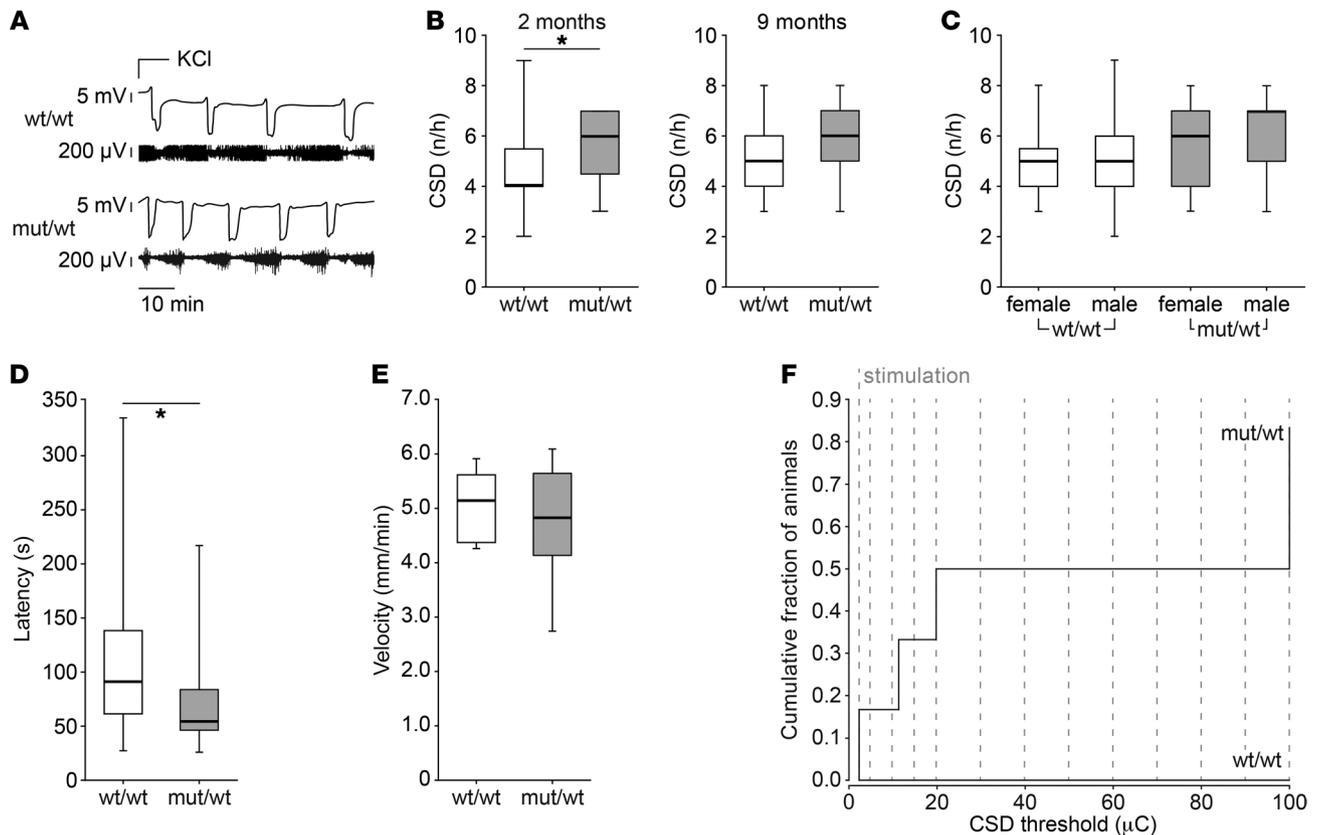 A
KCl
5 mV
wt/wt
200 µV
5 mV
mut/wt
200 µV
10 min
B
2 months
*
CSD (n/h)
10
8
6
4
2
0
wt/wt mut/wt
9 months
CSD (n/h)
10
8
6
4
2
0
wt/wt mut/wt
C
CSD (n/h)
10
8
6
4
2
0
female male female male
wt/wt mut/wt
D
*
Latency (s)
350
300
250
200
150
100
50
0
wt/wt mut/wt
E
Velocity (mm/min)
7.0
6.0
5.0
4.0
3.0
2.0
1.0
0
wt/wt mut/wt
F
stimulation
Cumulative fraction of animals
0.9
0.8
0.7
0.6
0.5
0.4
0.3
0.2
0.1
0.0
mut/wt
wt/wt
0 20 40 60 80 100
CSD threshold (µC)